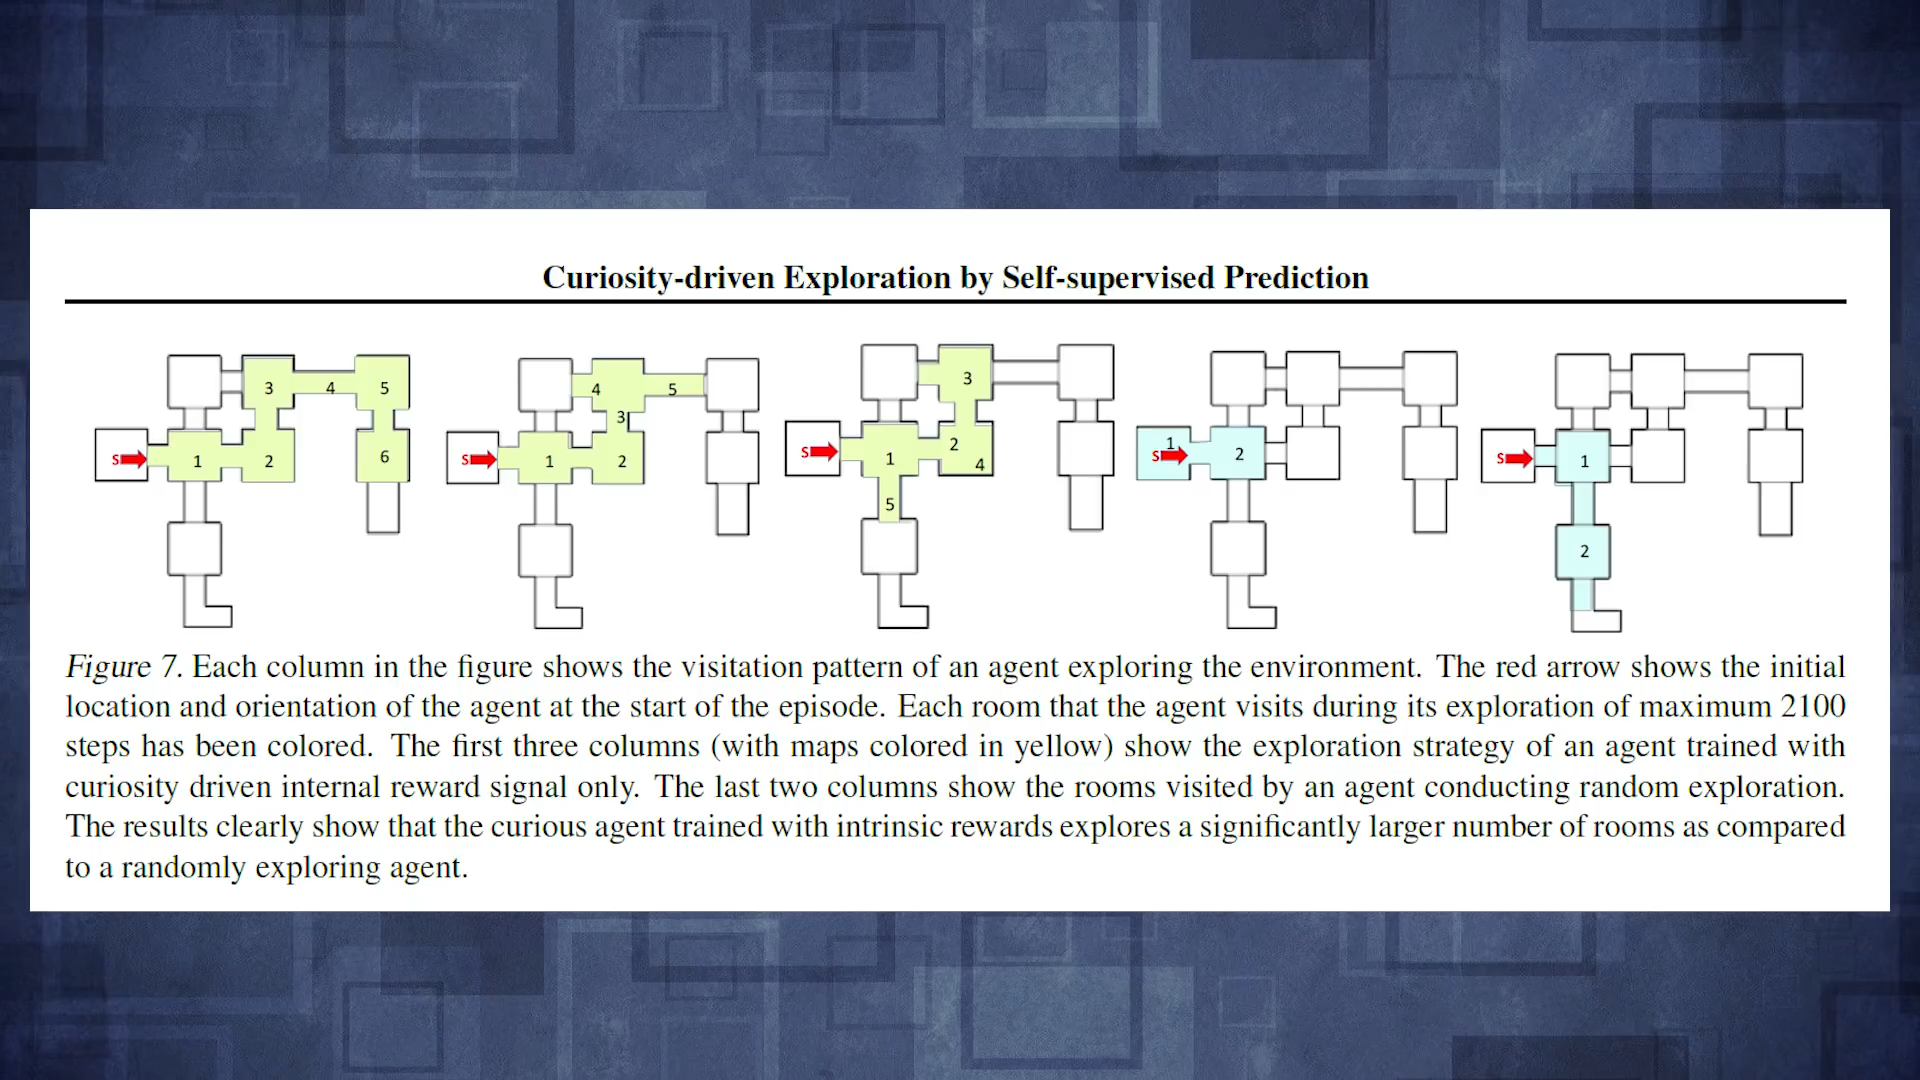 Curiosity-driven Exploration by Self-supervised Prediction
S 1 2 3 4 5 6
S 1 2 3 4 5
S 1 2 3 4 5
S 1 2
S 1 2
Figure 7. Each column in the figure shows the visitation pattern of an agent exploring the environment. The red arrow shows the initial
location and orientation of the agent at the start of the episode. Each room that the agent visits during its exploration of maximum 2100
steps has been colored. The first three columns (with maps colored in yellow) show the exploration strategy of an agent trained with
curiosity driven internal reward signal only. The last two columns show the rooms visited by an agent conducting random exploration.
The results clearly show that the curious agent trained with intrinsic rewards explores a significantly larger number of rooms as compared
to a randomly exploring agent.